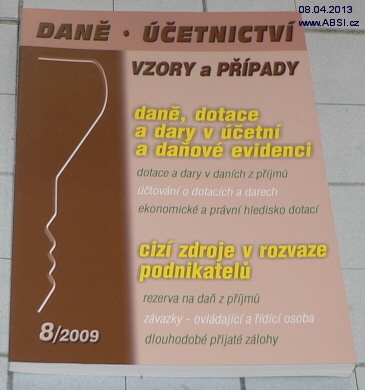 08.04.2013
www.ABSI.cz
DANĚ • ÚČETNICTVÍ
VZORY a PŘÍPADY
daně, dotace
a dary v účetní
a daňové evidenci
dotace a dary v daních z příjmů
účtování o dotacích a darech
ekonomické a právní hledisko dotací
cizí zdroje v rozvaze
podnikatelů
rezerva na daň z příjmů
závazky – ovládající a řídící osoba
dlouhodobé přijaté zálohy
8/2009